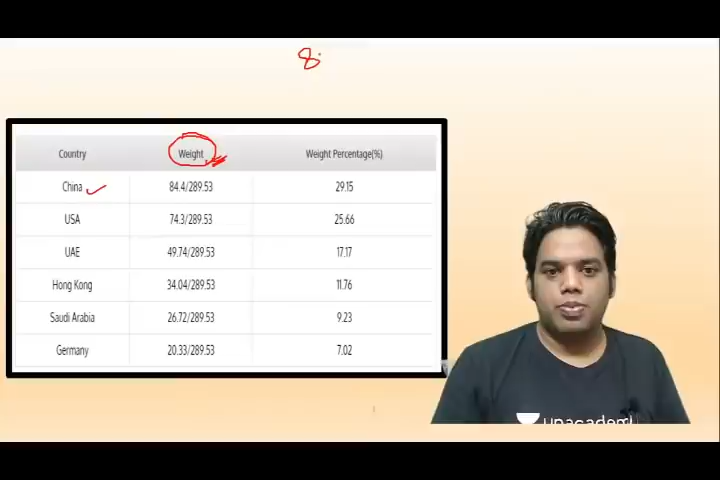 8
Country Weight Weight Percentage(%)
China 84.4/289.53 29.15
USA 74.3/289.53 25.66
UAE 49.74/289.53 17.17
Hong Kong 34.04/289.53 11.76
Saudi Arabia 26.72/289.53 9.23
Germany 20.33/289.53 7.02
unacademy